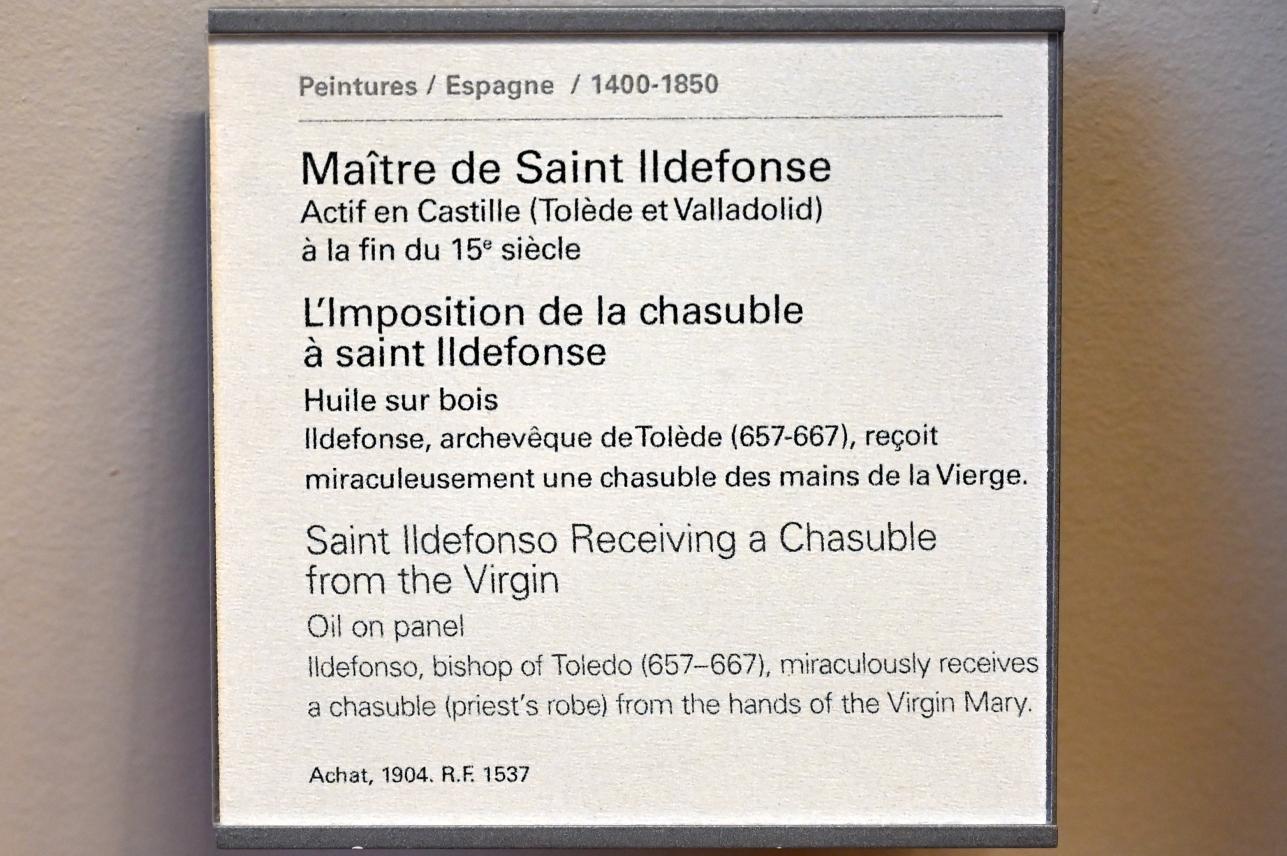 Peintures / Espagne / 1400-1850
Maître de Saint Ildefonse
Actif en Castille (Tolède et Valladolid)
à la fin du 15e siècle
L'Imposition de la chasuble
à saint Ildefonse
Huile sur bois
Ildefonse, archevêque de Tolède (657-667), reçoit
miraculeusement une chasuble des mains de la Vierge.
Saint Ildefonso Receiving a Chasuble
from the Virgin
Oil on panel
Ildefonso, bishop of Toledo (657–667), miraculously receives
a chasuble (priest's robe) from the hands of the Virgin Mary.
Achat, 1904. R.F. 1537